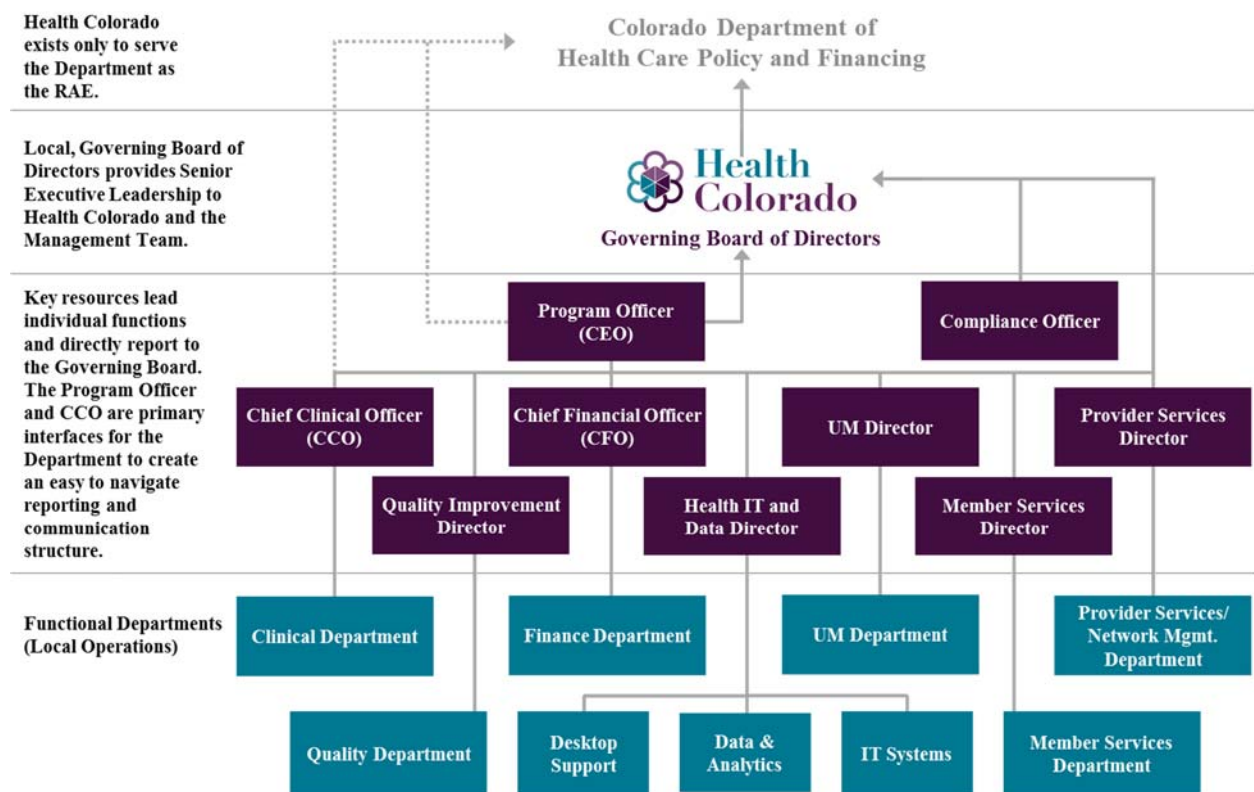 Health Colorado
exists only to serve
the Department as
the RAE.
Colorado Department of
Health Care Policy and Financing
Local, Governing Board of
Directors provides Senior
Executive Leadership to
Health Colorado and the
Management Team.
Health
Colorado
Governing Board of Directors
Key resources lead
individual functions
and directly report to
the Governing Board.
The Program Officer
and CCO are primary
interfaces for the
Department to create
an easy to navigate
reporting and
communication
structure.
Program Officer
(CEO)
Compliance Officer
Chief Clinical Officer
(CCO)
Chief Financial Officer
(CFO)
UM Director
Provider Services
Director
Quality Improvement
Director
Health IT and
Data Director
Member Services
Director
Functional Departments
(Local Operations)
Clinical Department
Finance Department
UM Department
Provider Services/
Network Mgmt.
Department
Quality Department
Desktop
Support
Data &
Analytics
IT Systems
Member Services
Department